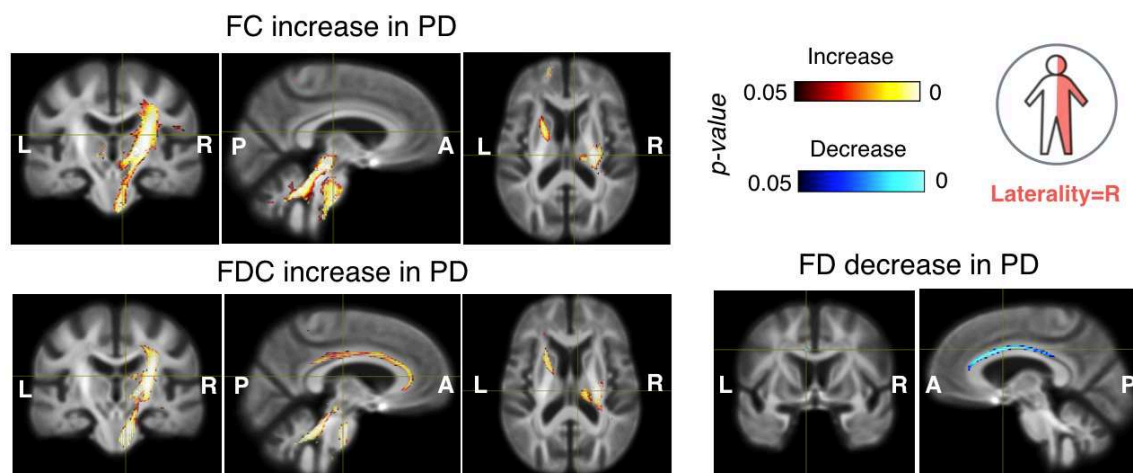 FC increase in PD
L R P A L R
p-value
Increase
0.05 0
Decrease
0.05 0
Laterality=R
FDC increase in PD
L R P A L R
FD decrease in PD
L R A P